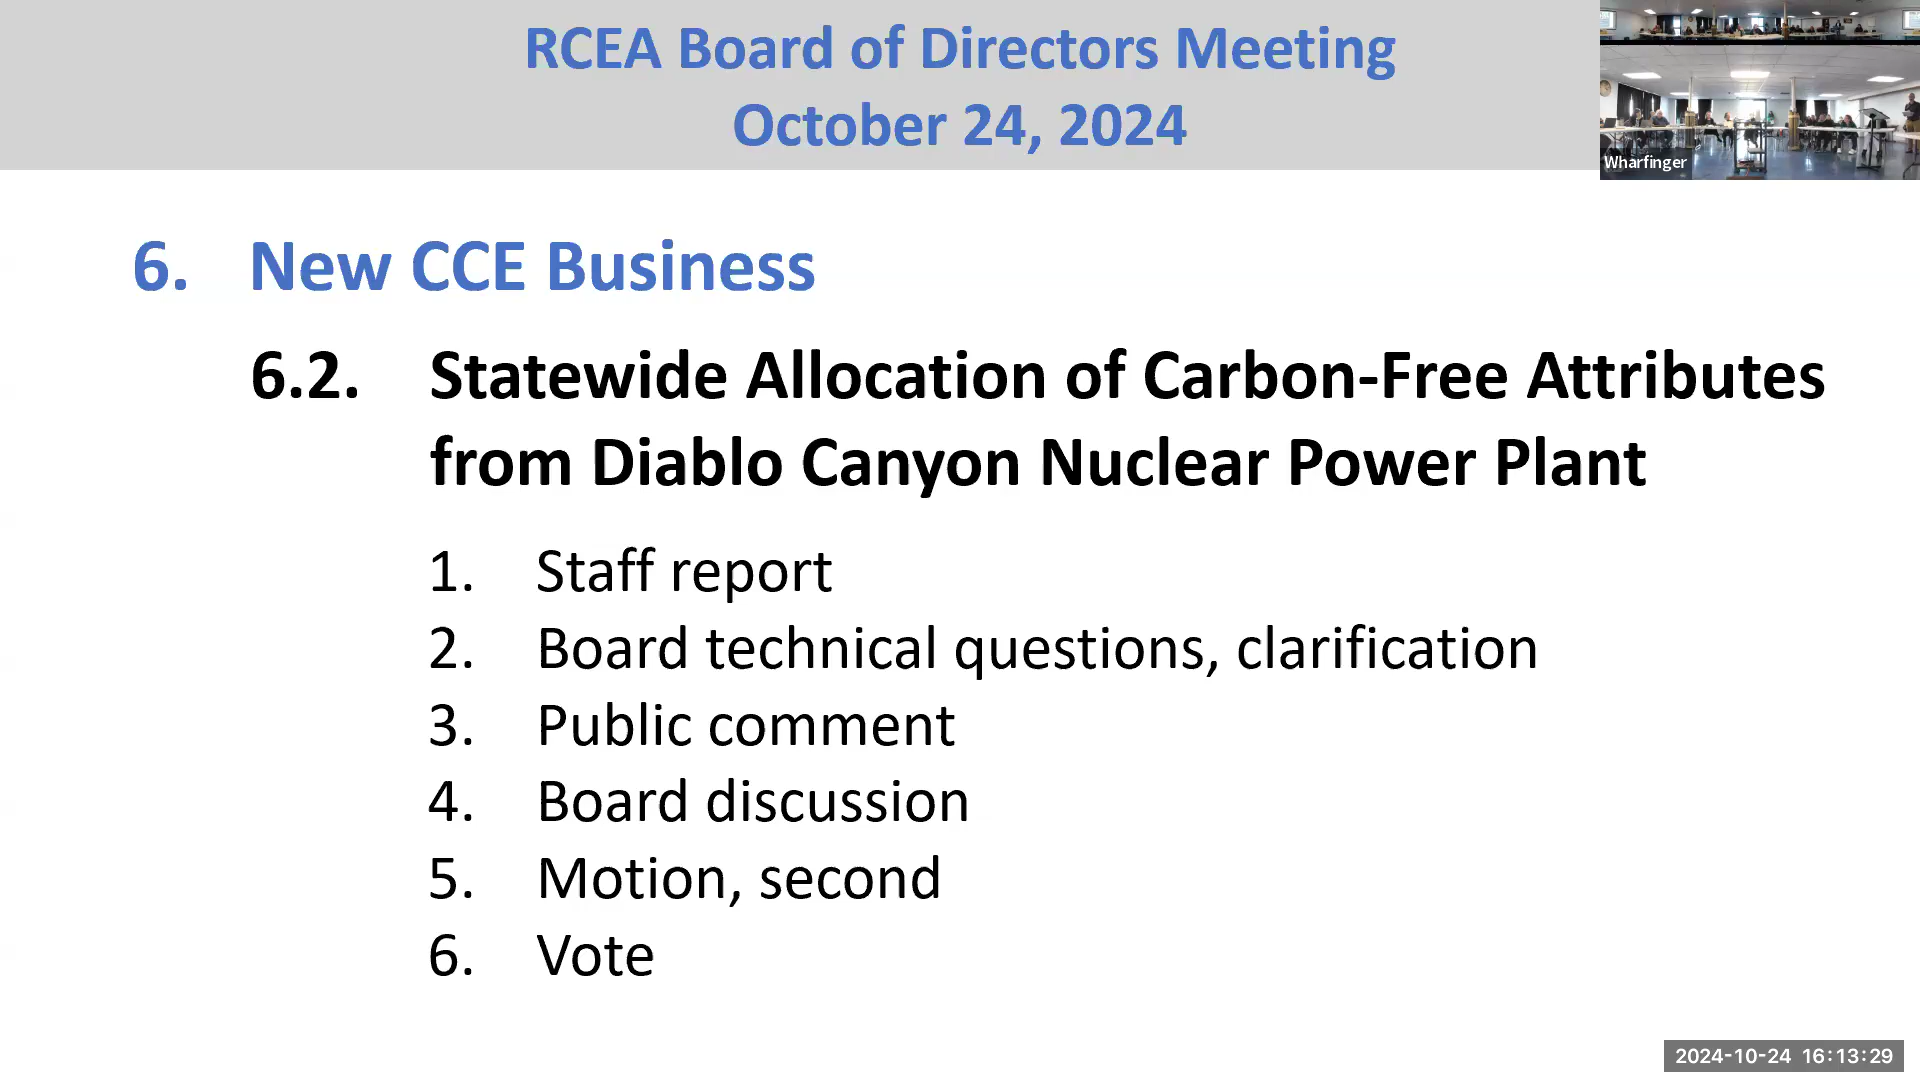 RCEA Board of Directors Meeting
October 24, 2024
Wharfinger
6. New CCE Business
6.2. Statewide Allocation of Carbon-Free Attributes
from Diablo Canyon Nuclear Power Plant
1. Staff report
2. Board technical questions, clarification
3. Public comment
4. Board discussion
5. Motion, second
6. Vote
2024-10-24 16:13:29